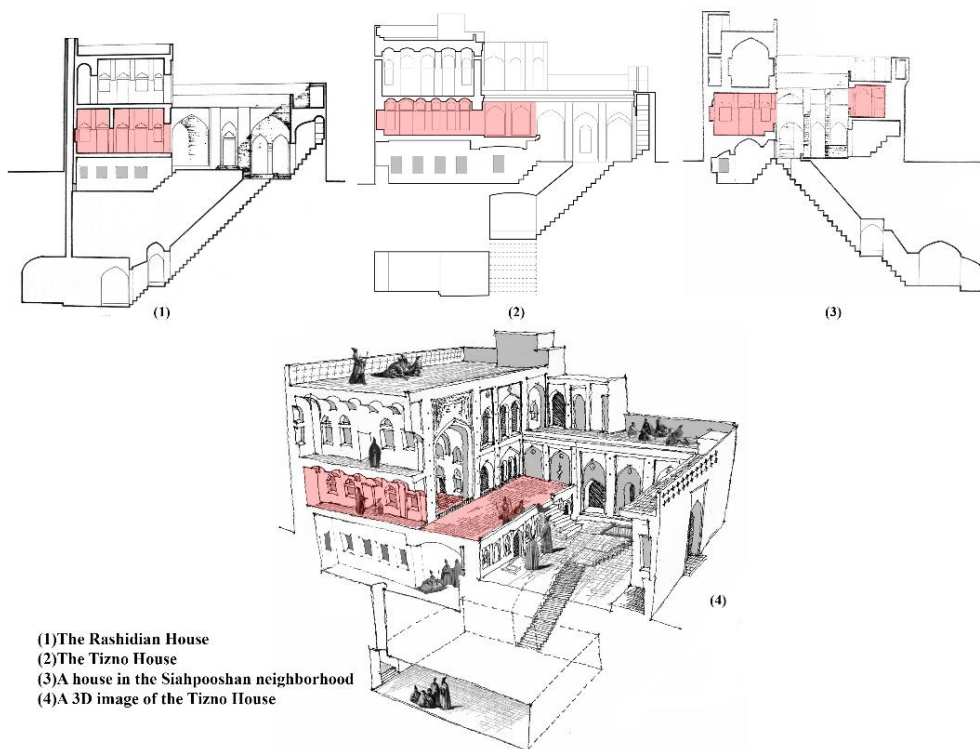 (1)
(2)
(3)
(4)
(1)The Rashidian House
(2)The Tizno House
(3)A house in the Siahpooshan neighborhood
(4)A 3D image of the Tizno House